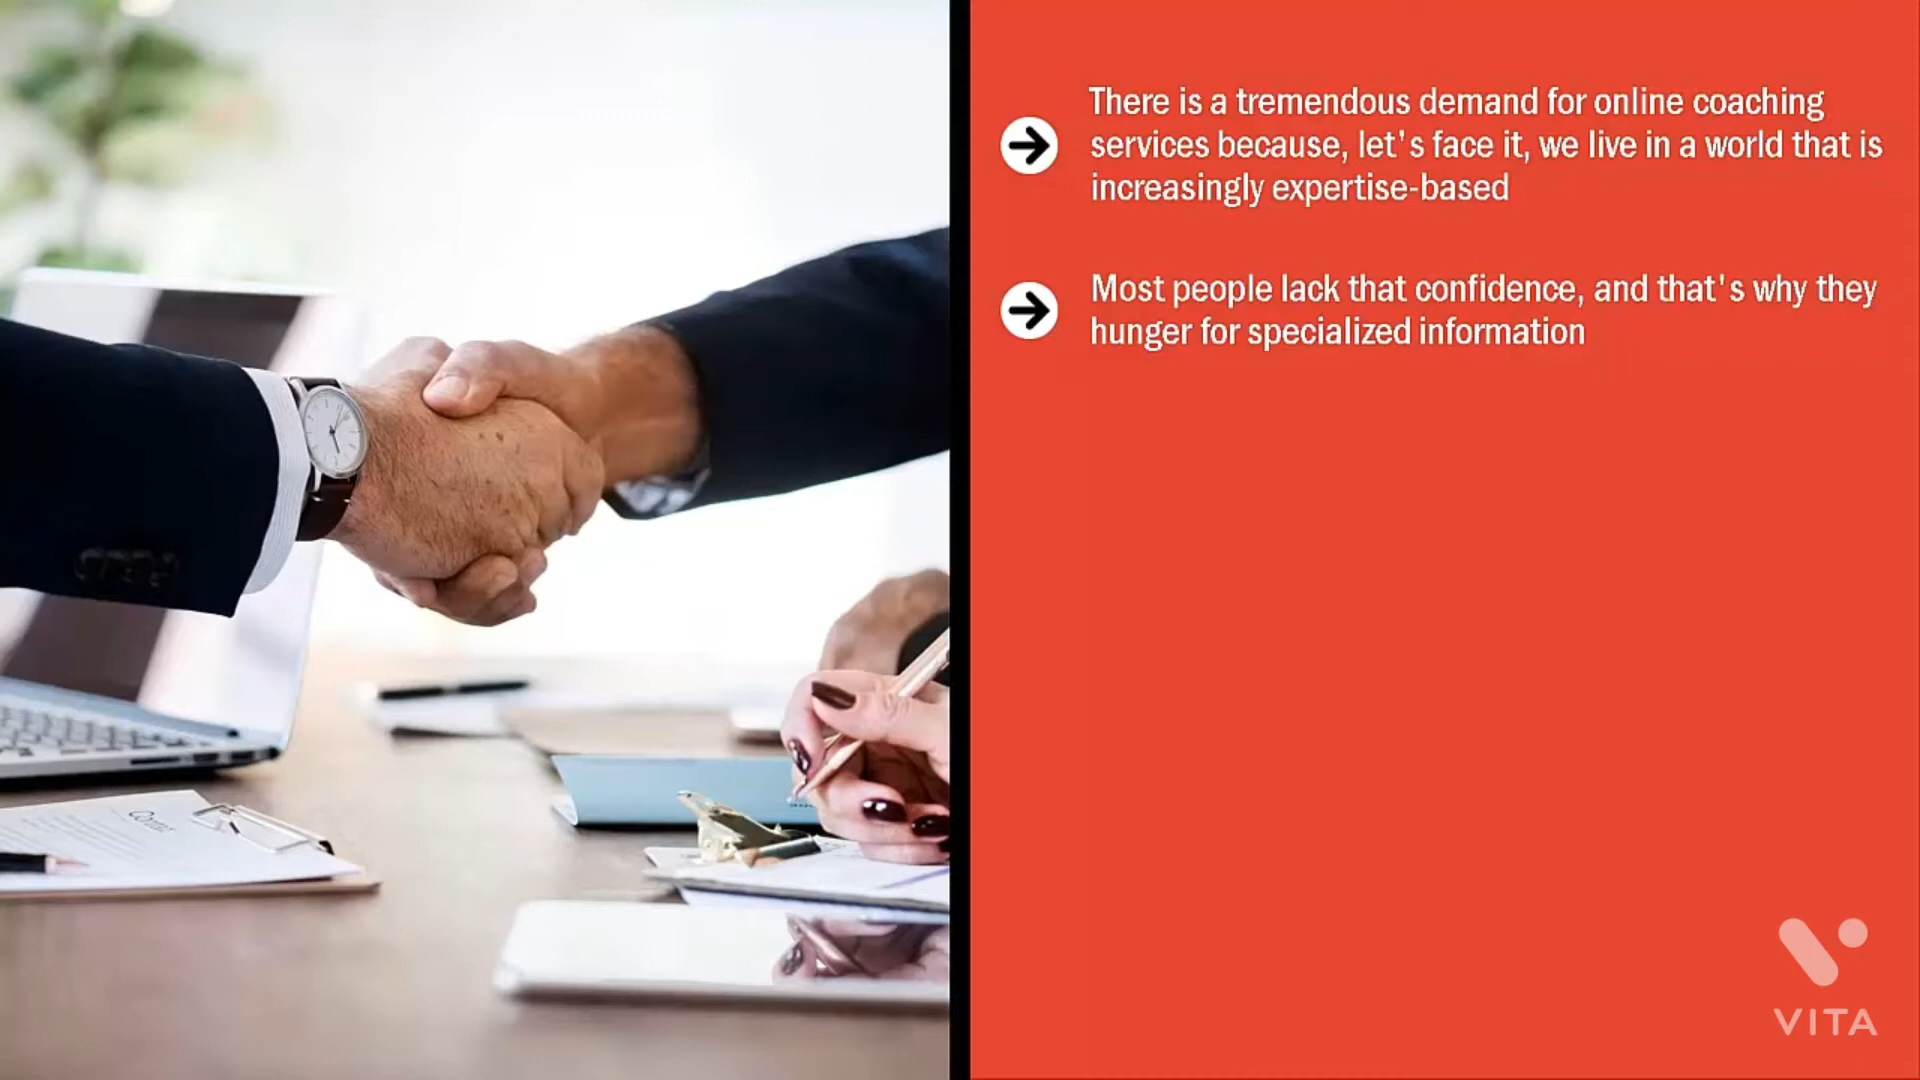 There is a tremendous demand for online coaching
services because, let's face it, we live in a world that is
increasingly expertise-based
Most people lack that confidence, and that's why they
hunger for specialized information
VITA